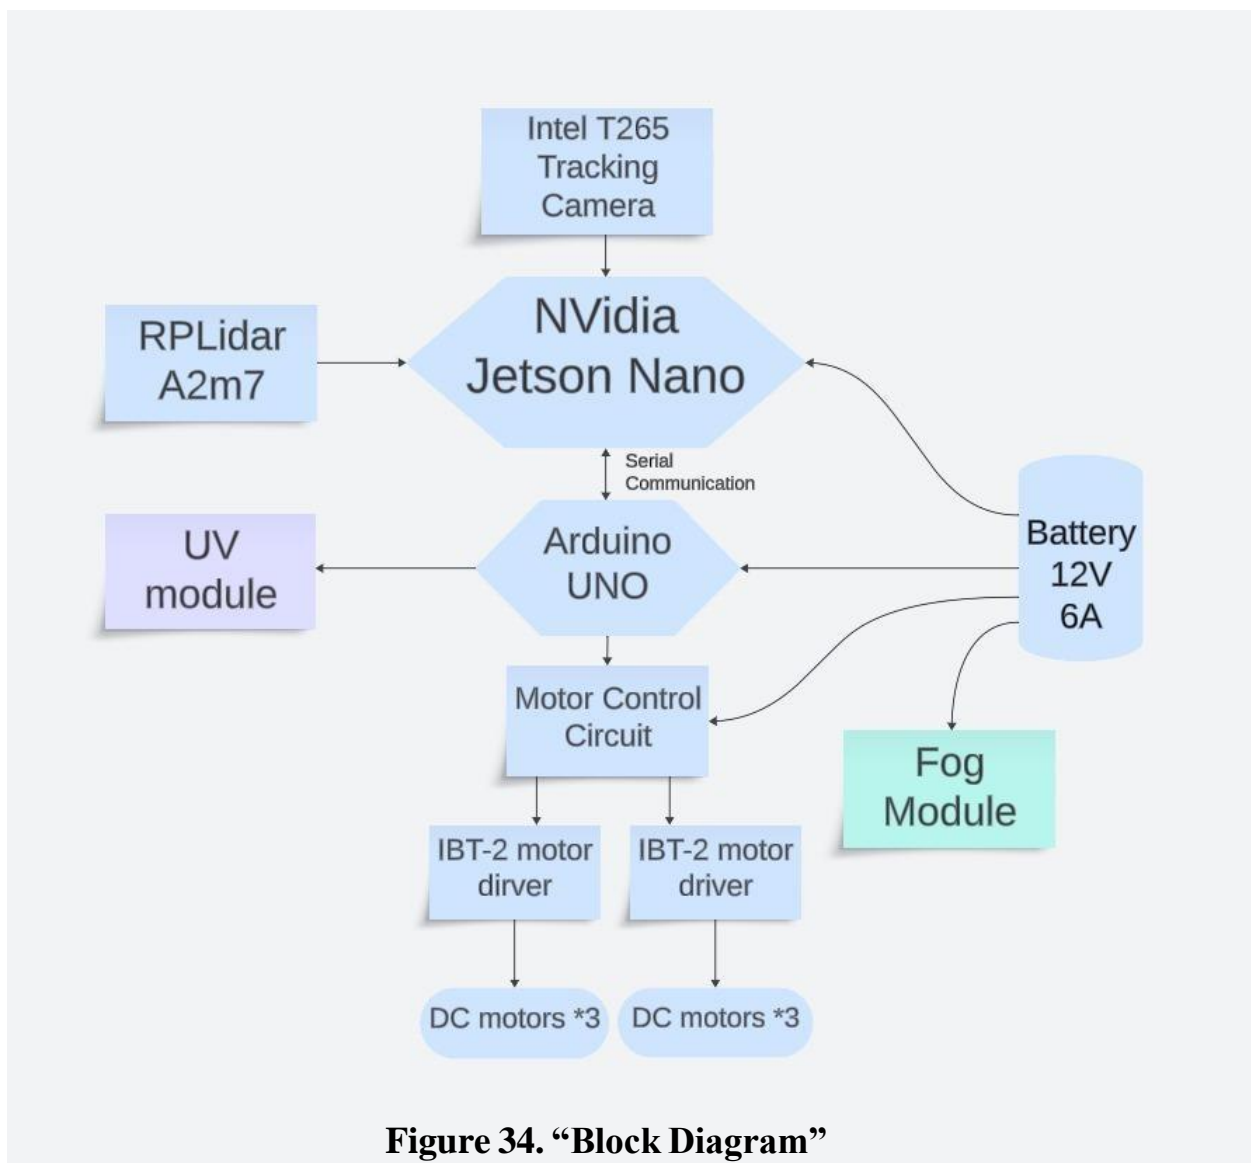 Intel T265
Tracking
Camera
NVidia
Jetson Nano
RPLidar
A2m7
Serial
Communication
Battery
12V
6A
UV
module
Arduino
UNO
Motor Control
Circuit
Fog
Module
IBT-2 motor
dirver
IBT-2 motor
driver
DC motors *3
DC motors *3
Figure 34. “Block Diagram”